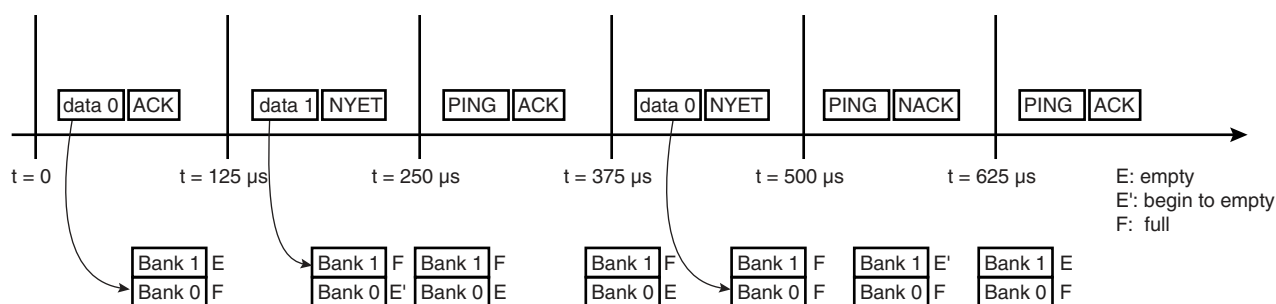 data 0 ACK data 1 NYET PING ACK data 0 NYET PING NACK PING ACK
t = 0 t = 125 µs t = 250 µs t = 375 µs t = 500 µs t = 625 µs
E: empty
E': begin to empty
F: full
Bank 1 E Bank 1 F Bank 1 F Bank 1 F Bank 1 F Bank 1 E' Bank 1 E
Bank 0 F Bank 0 E' Bank 0 E Bank 0 E Bank 0 F Bank 0 F Bank 0 F